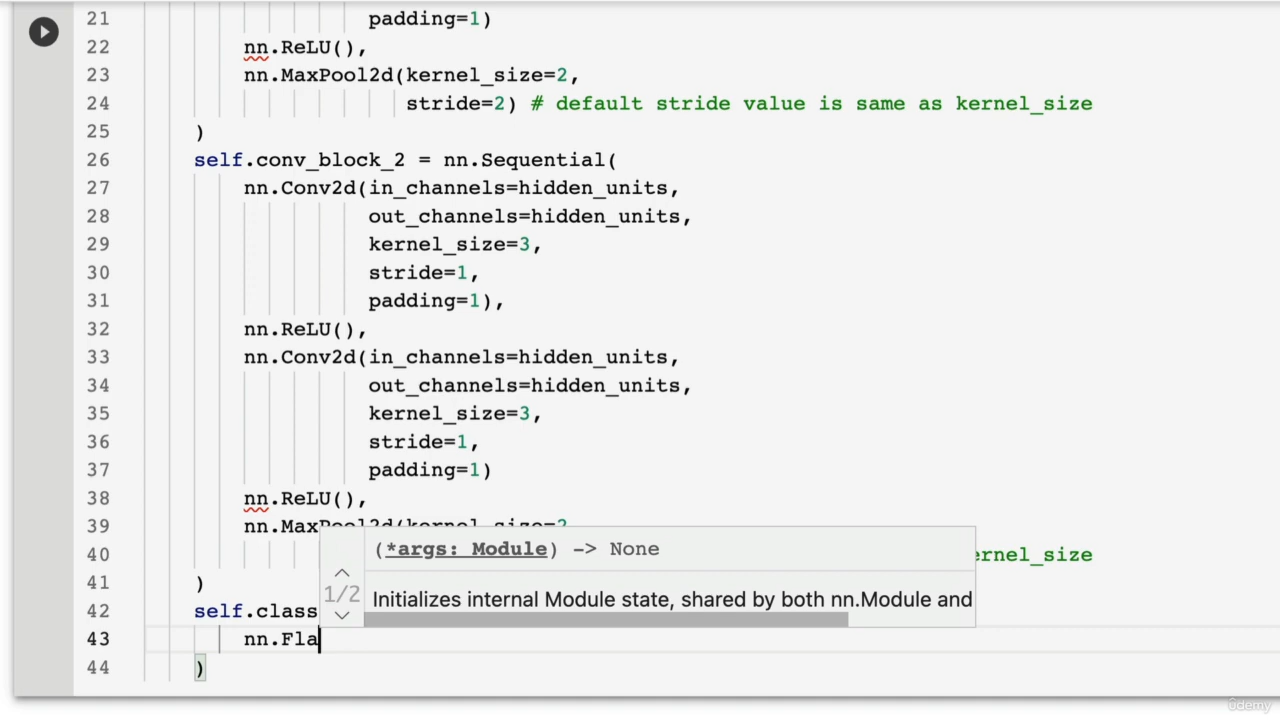 21 padding=1)
22 nn.ReLU(),
23 nn.MaxPool2d(kernel_size=2,
24 stride=2) # default stride value is same as kernel_size
25 )
26 self.conv_block_2 = nn.Sequential(
27 nn.Conv2d(in_channels=hidden_units,
28 out_channels=hidden_units,
29 kernel_size=3,
30 stride=1,
31 padding=1),
32 nn.ReLU(),
33 nn.Conv2d(in_channels=hidden_units,
34 out_channels=hidden_units,
35 kernel_size=3,
36 stride=1,
37 padding=1)
38 nn.ReLU(),
39 nn.MaxPool2d(kernel_size=2
(*args: Module) -> None
40 ernel_size
41 )
1/2
Initializes internal Module state, shared by both nn.Module and
42 self.class
43 nn.Fla
44 )
ûdemy